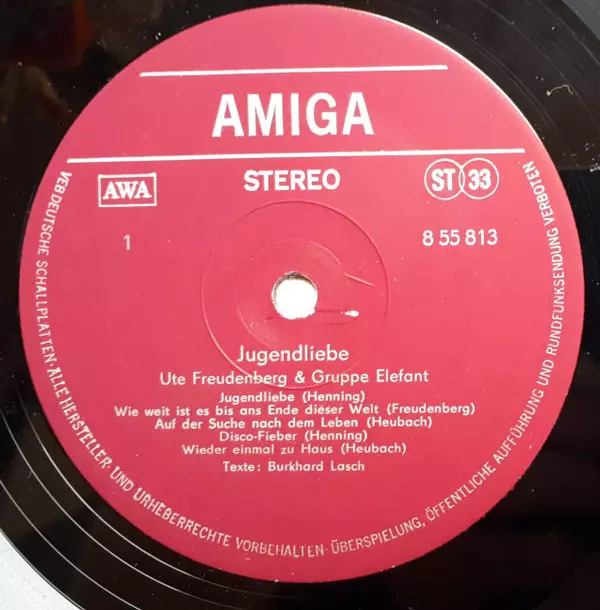 AMIGA
AWA
STEREO
ST 33
1
8 55 813
Jugendliebe
Ute Freudenberg & Gruppe Elefant
Jugendliebe (Henning)
Wie weit ist es bis ans Ende dieser Welt (Freudenberg)
Auf der Suche nach dem Leben (Heubach)
Disco-Fieber (Henning)
Wieder einmal zu Haus (Heubach)
Texte: Burkhard Lasch
VEB DEUTSCHE SCHALLPLATTEN · ALLE HERSTELLER- UND URHEBERRECHTE VORBEHALTEN · ÜBERSPIELUNG, ÖFFENTLICHE AUFFÜHRUNG UND RUNDFUNKSENDUNG VERBOTEN